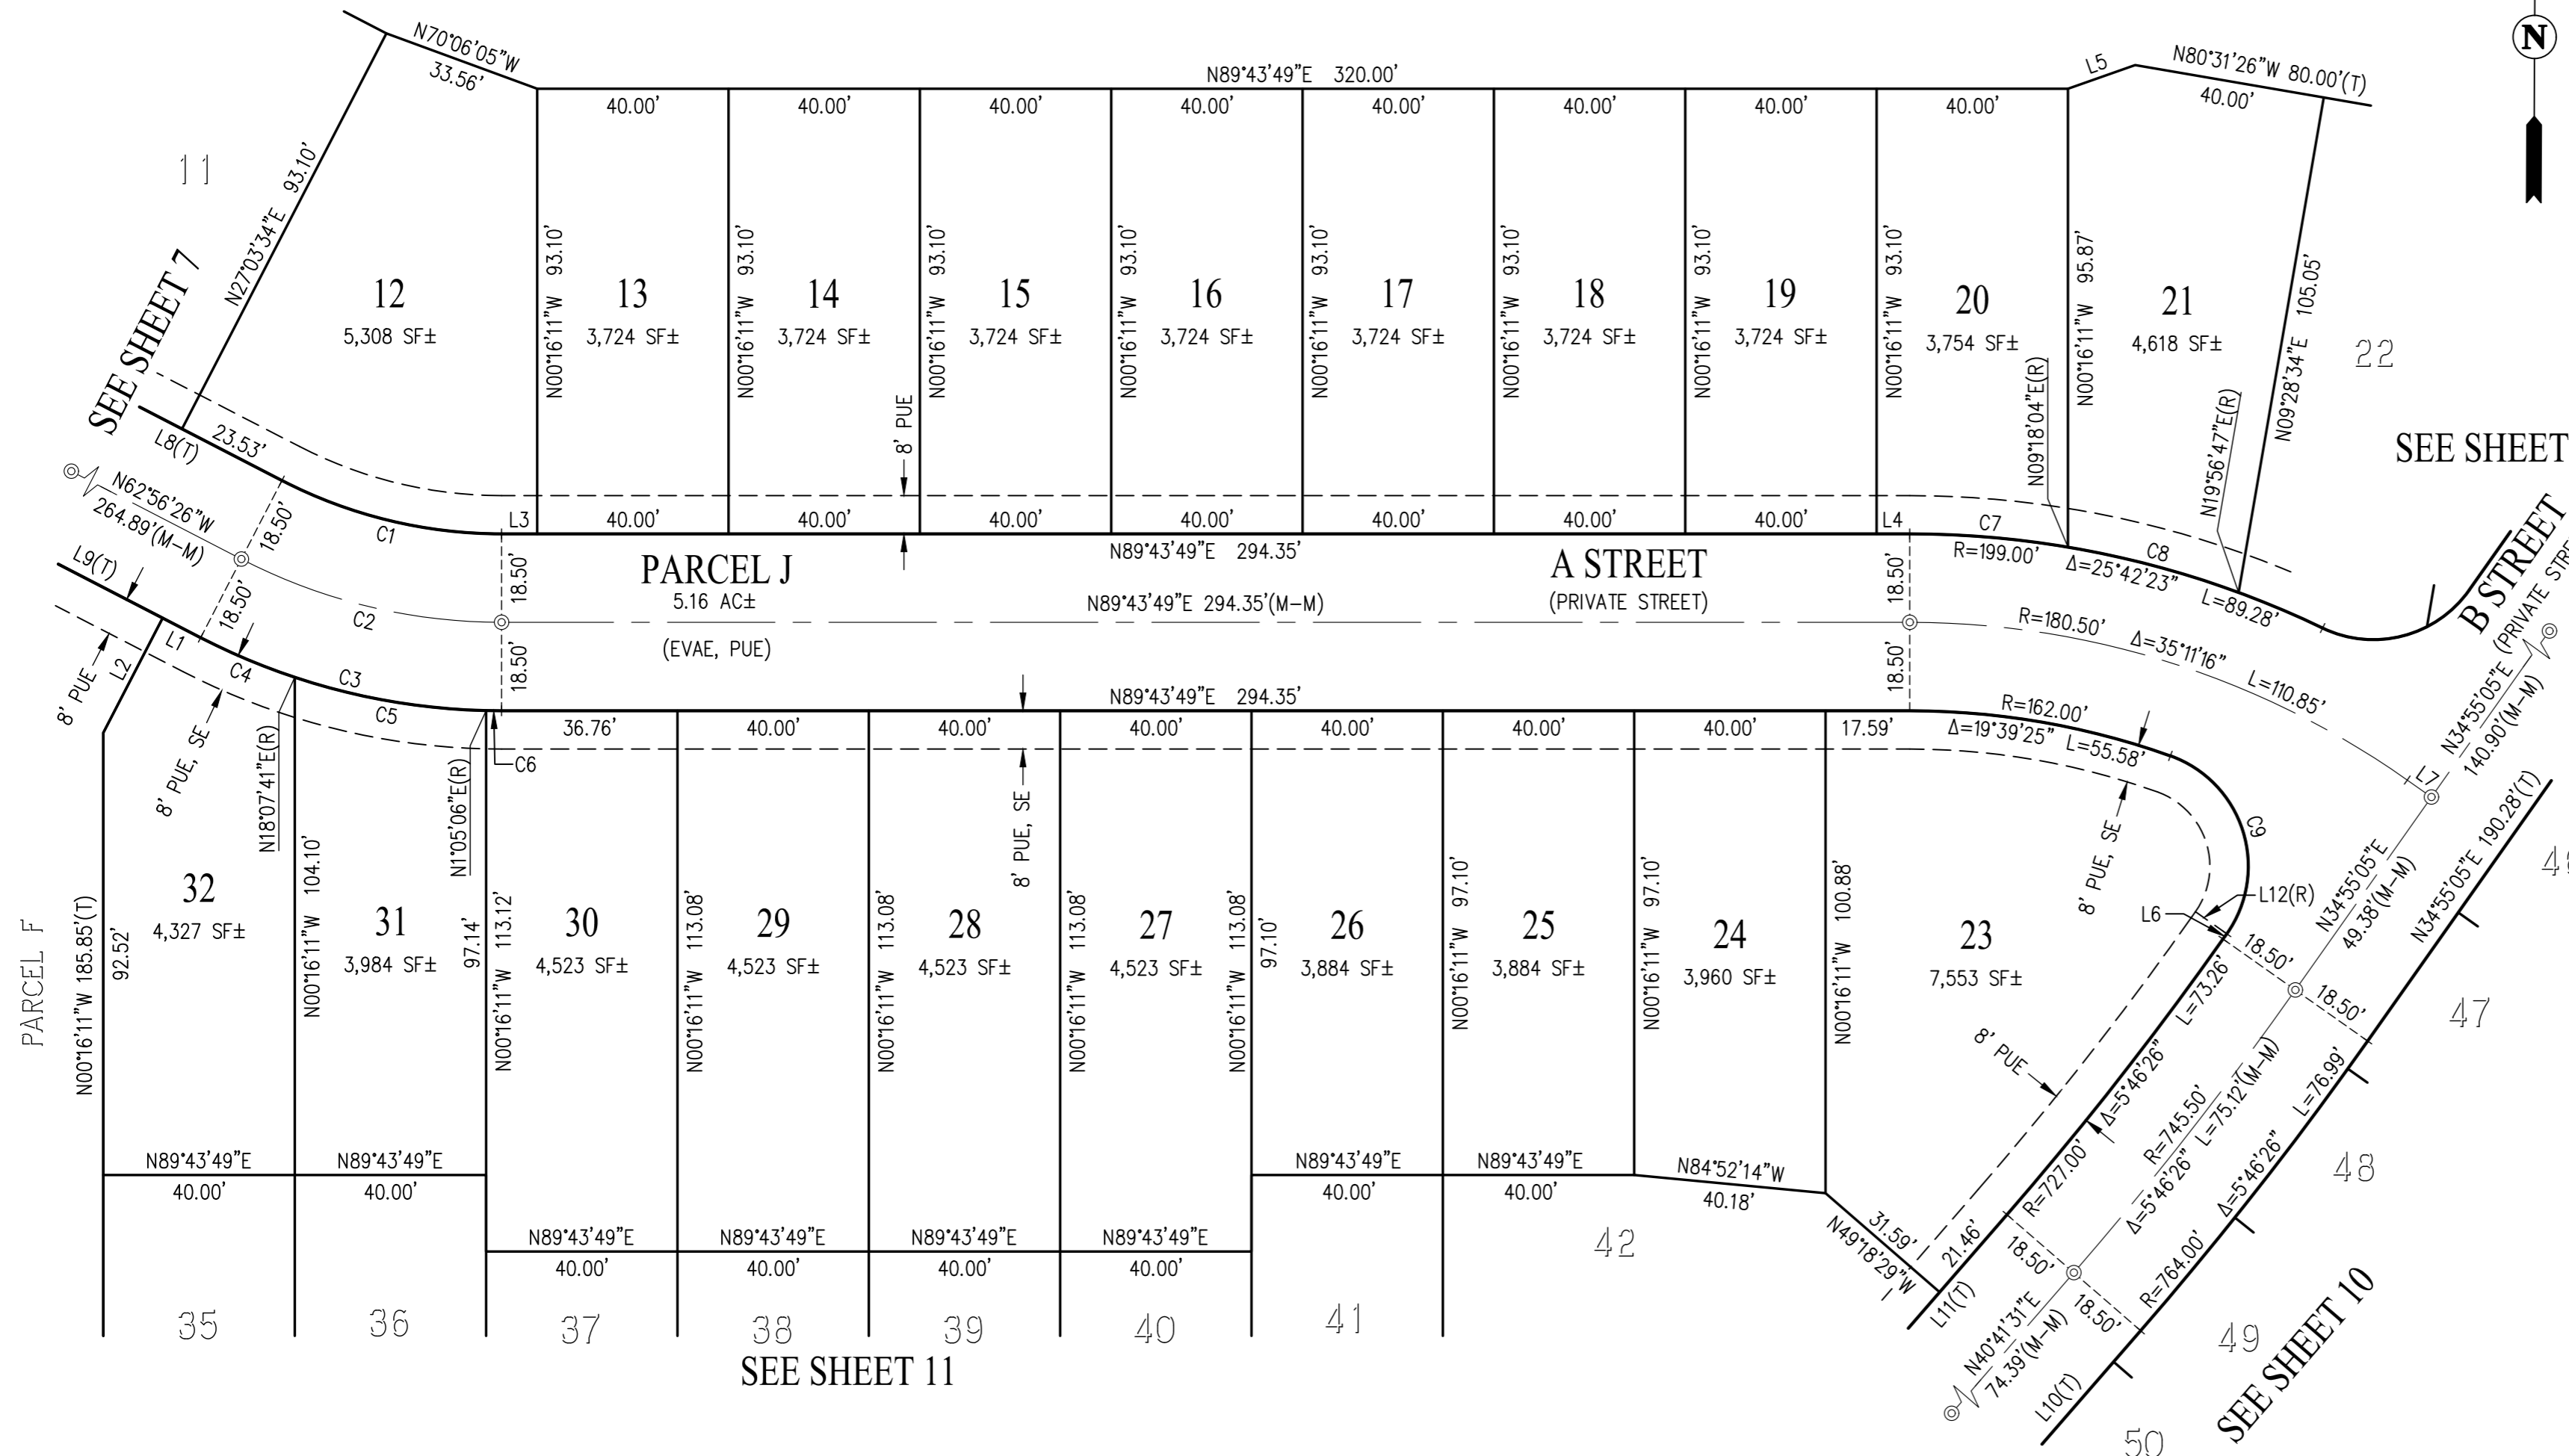 N70°06'05"W
33.56'
N89°43'49"E 320.00'
L5
N80°31'26"W 80.00'(T)
40.00'
N
40.00'
40.00'
40.00'
40.00'
40.00'
40.00'
40.00'
40.00'
11
N27°03'34"E 93.10'
SEE SHEET 7
12
5,308 SF±
N00°16'11"W 93.10'
13
3,724 SF±
N00°16'11"W 93.10'
14
3,724 SF±
N00°16'11"W 93.10'
15
3,724 SF±
N00°16'11"W 93.10'
16
3,724 SF±
N00°16'11"W 93.10'
17
3,724 SF±
N00°16'11"W 93.10'
18
3,724 SF±
N00°16'11"W 93.10'
19
3,724 SF±
N00°16'11"W 93.10'
20
3,754 SF±
N09°18'04"E(R)
N00°16'11"W 95.87'
21
4,618 SF±
N19°56'47"E(R)
N09°28'34"E 105.05'
22
SEE SHEET
8' PUE
L8(T)
23.53'
N62°56'26"W
264.89'(M-M)
18.50'
18.50'
C1
C2
L3
40.00'
40.00'
40.00'
40.00'
40.00'
40.00'
40.00'
L4
C7
C8
N89°43'49"E 294.35'
R=199.00'
Δ=25°42'23"
L=89.28'
PARCEL J
5.16 AC±
(EVAE, PUE)
18.50'
18.50'
N89°43'49"E 294.35'(M-M)
A STREET
(PRIVATE STREET)
18.50'
18.50'
R=180.50'
Δ=35°11'16"
L=110.85'
B STREET
(PRIVATE STRE
N34°55'05"E
140.90'(M-M)
L7
L9(T)
L1
L2
8' PUE
8' PUE, SE
C4
C3
C5
C6
N18°07'41"E(R)
N1°05'06"E(R)
N89°43'49"E 294.35'
36.76'
40.00'
40.00'
40.00'
40.00'
40.00'
17.59'
R=162.00'
Δ=19°39'25"
L=55.58'
8' PUE, SE
8' PUE, SE
C9
L12(R)
L6
PARCEL F
N00°16'11"W 185.85'(T)
92.52'
32
4,327 SF±
N00°16'11"W 104.10'
31
3,984 SF±
97.14'
N00°16'11"W 113.12'
30
4,523 SF±
N00°16'11"W 113.08'
29
4,523 SF±
N00°16'11"W 113.08'
28
4,523 SF±
N00°16'11"W 113.08'
27
4,523 SF±
N00°16'11"W 113.08'
97.10'
26
3,884 SF±
N00°16'11"W 97.10'
25
3,884 SF±
N00°16'11"W 97.10'
24
3,960 SF±
N00°16'11"W 100.88'
23
7,553 SF±
8' PUE
18.50'
18.50'
N34°55'05"E
49.38'(M-M)
N34°55'05"E 190.28'(T)
47
L=73.26'
Δ=5°46'26"
R=727.00'
R=745.50'
Δ=5°46'26" L=75.12'(M-M)
L=76.99'
Δ=5°46'26"
R=764.00'
48
N89°43'49"E
40.00'
N89°43'49"E
40.00'
N89°43'49"E
40.00'
N89°43'49"E
40.00'
N89°43'49"E
40.00'
N89°43'49"E
40.00'
N89°43'49"E
40.00'
N89°43'49"E
40.00'
N84°52'14"W
40.18'
31.59'
N49°18'29"W
21.46'
L11(T)
18.50'
18.50'
N40°41'31"E
74.39'(M-M)
L10(T)
35
36
37
38
39
40
41
42
49
50
SEE SHEET 11
SEE SHEET 10